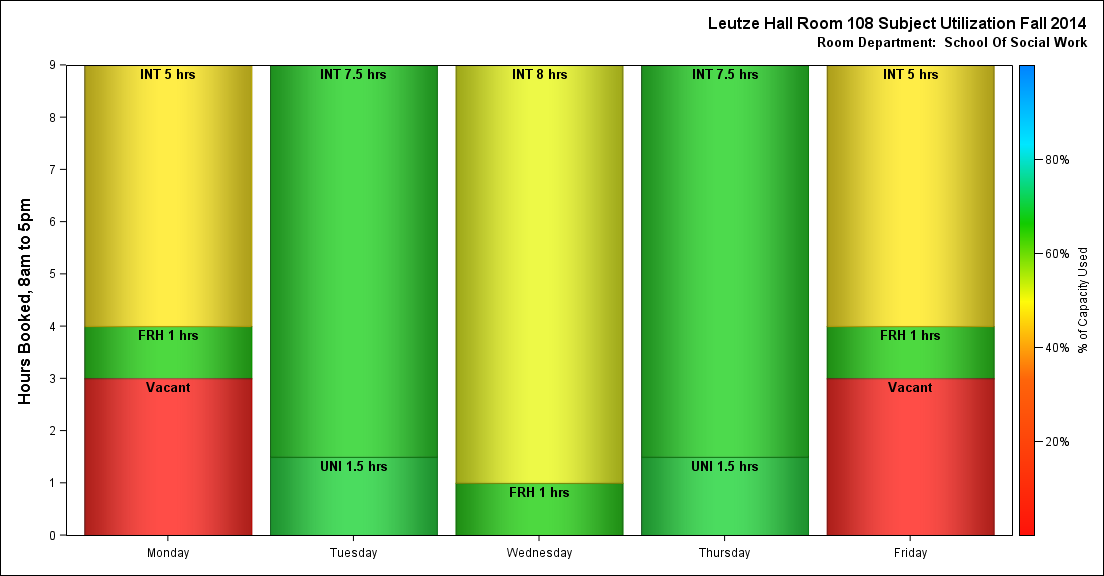 Leutze Hall Room 108 Subject Utilization Fall 2014
Room Department:  School Of Social Work
Hours Booked, 8am to 5pm
9
8
7
6
5
4
3
2
1
0
INT 5 hrs
FRH 1 hrs
Vacant
INT 7.5 hrs
UNI 1.5 hrs
INT 8 hrs
FRH 1 hrs
INT 7.5 hrs
UNI 1.5 hrs
INT 5 hrs
FRH 1 hrs
Vacant
Monday
Tuesday
Wednesday
Thursday
Friday
80%
60%
40%
20%
% of Capacity Used